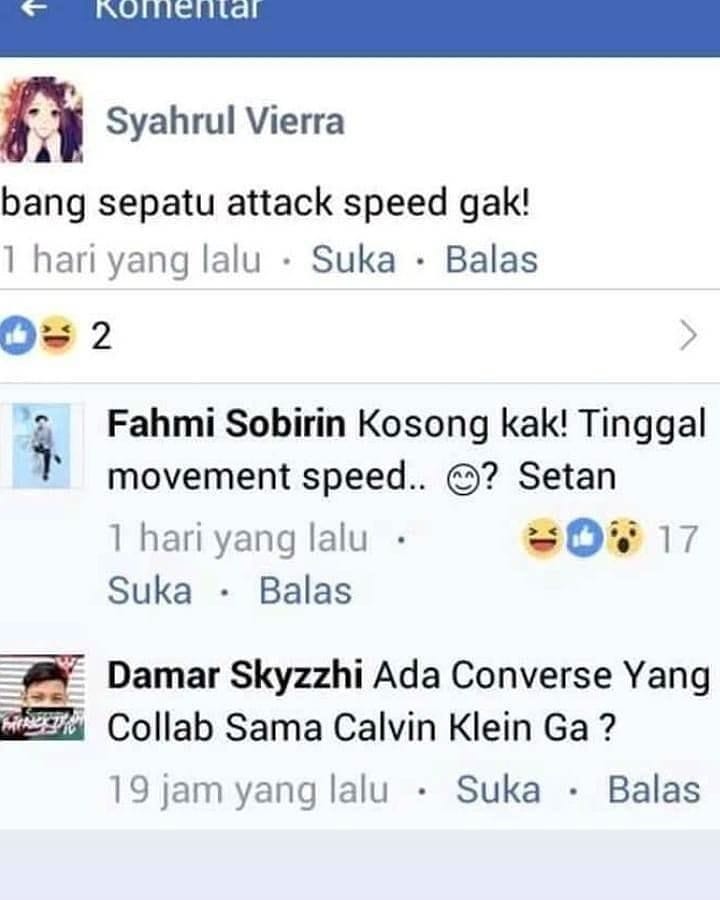 Komentar
Syahrul Vierra
bang sepatu attack speed gak!
1 hari yang lalu · Suka · Balas
2
Fahmi Sobirin Kosong kak! Tinggal
movement speed.. 😊? Setan
1 hari yang lalu · 17
Suka · Balas
Damar Skyzzhi Ada Converse Yang
Collab Sama Calvin Klein Ga ?
19 jam yang lalu · Suka · Balas